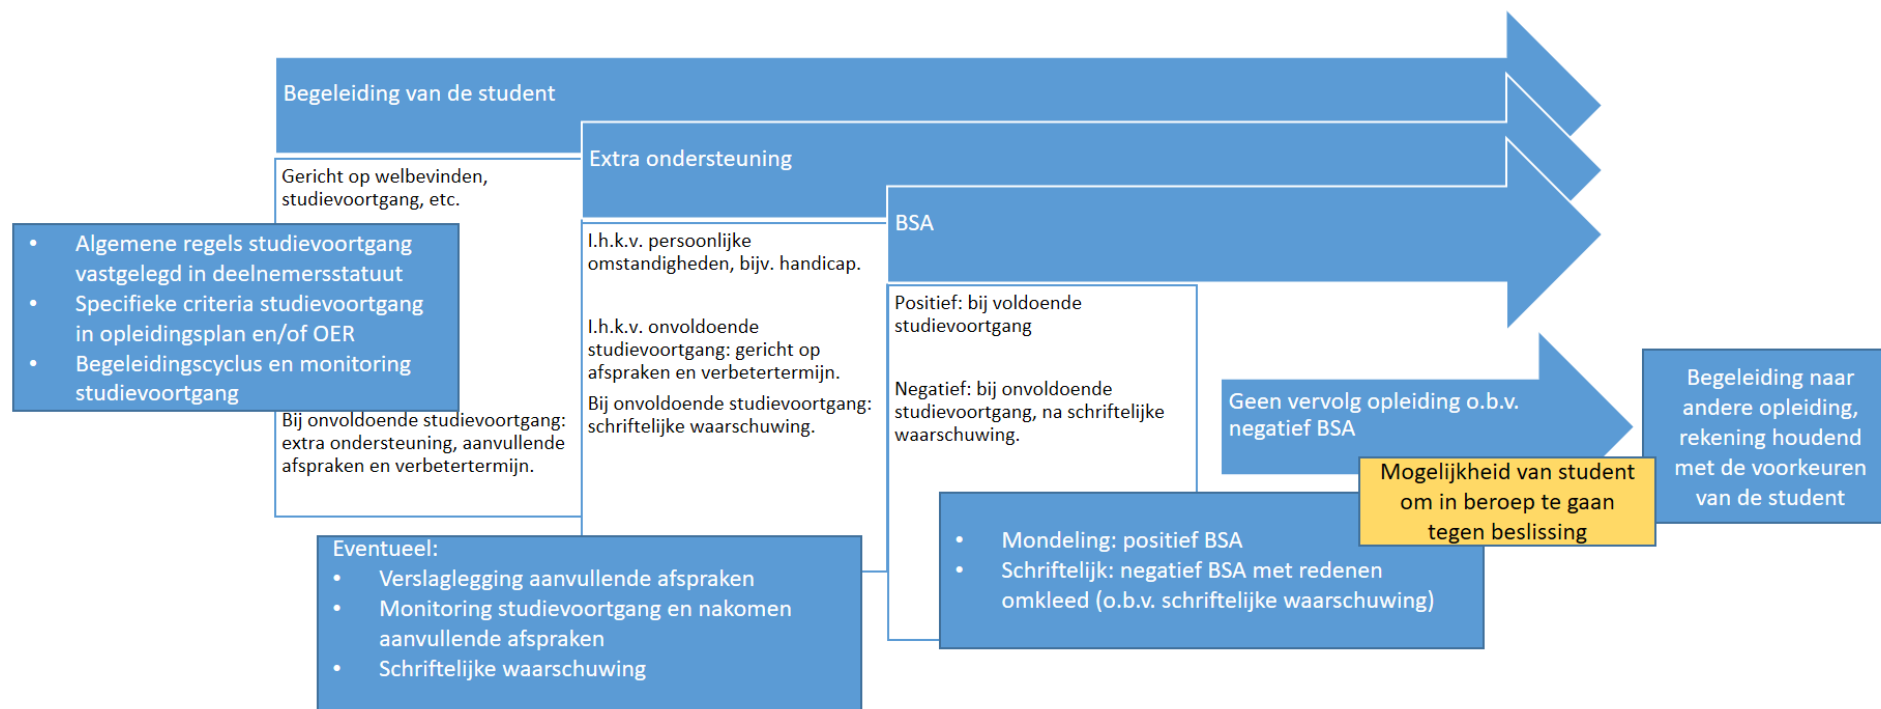 Begeleiding van de student
Gericht op welbevinden,
studievoortgang, etc.
• Algemene regels studievoortgang
vastgelegd in deelnemersstatuut
• Specifieke criteria studievoortgang
in opleidingsplan en/of OER
• Begeleidingscyclus en monitoring
studievoortgang
Bij onvoldoende studievoortgang:
extra ondersteuning, aanvullende
afspraken en verbetertermijn.
Extra ondersteuning
I.h.k.v. persoonlijke
omstandigheden, bijv. handicap.
I.h.k.v. onvoldoende
studievoortgang: gericht op
afspraken en verbetertermijn.
Bij onvoldoende studievoortgang:
schriftelijke waarschuwing.
Eventueel:
• Verslaglegging aanvullende afspraken
• Monitoring studievoortgang en nakomen
aanvullende afspraken
• Schriftelijke waarschuwing
BSA
Positief: bij voldoende
studievoortgang
Negatief: bij onvoldoende
studievoortgang, na schriftelijke
waarschuwing.
• Mondeling: positief BSA
• Schriftelijk: negatief BSA met redenen
omkleed (o.b.v. schriftelijke waarschuwing)
Geen vervolg opleiding o.b.v.
negatief BSA
Mogelijkheid van student
om in beroep te gaan
tegen beslissing
Begeleiding naar
andere opleiding,
rekening houdend
met de voorkeuren
van de student